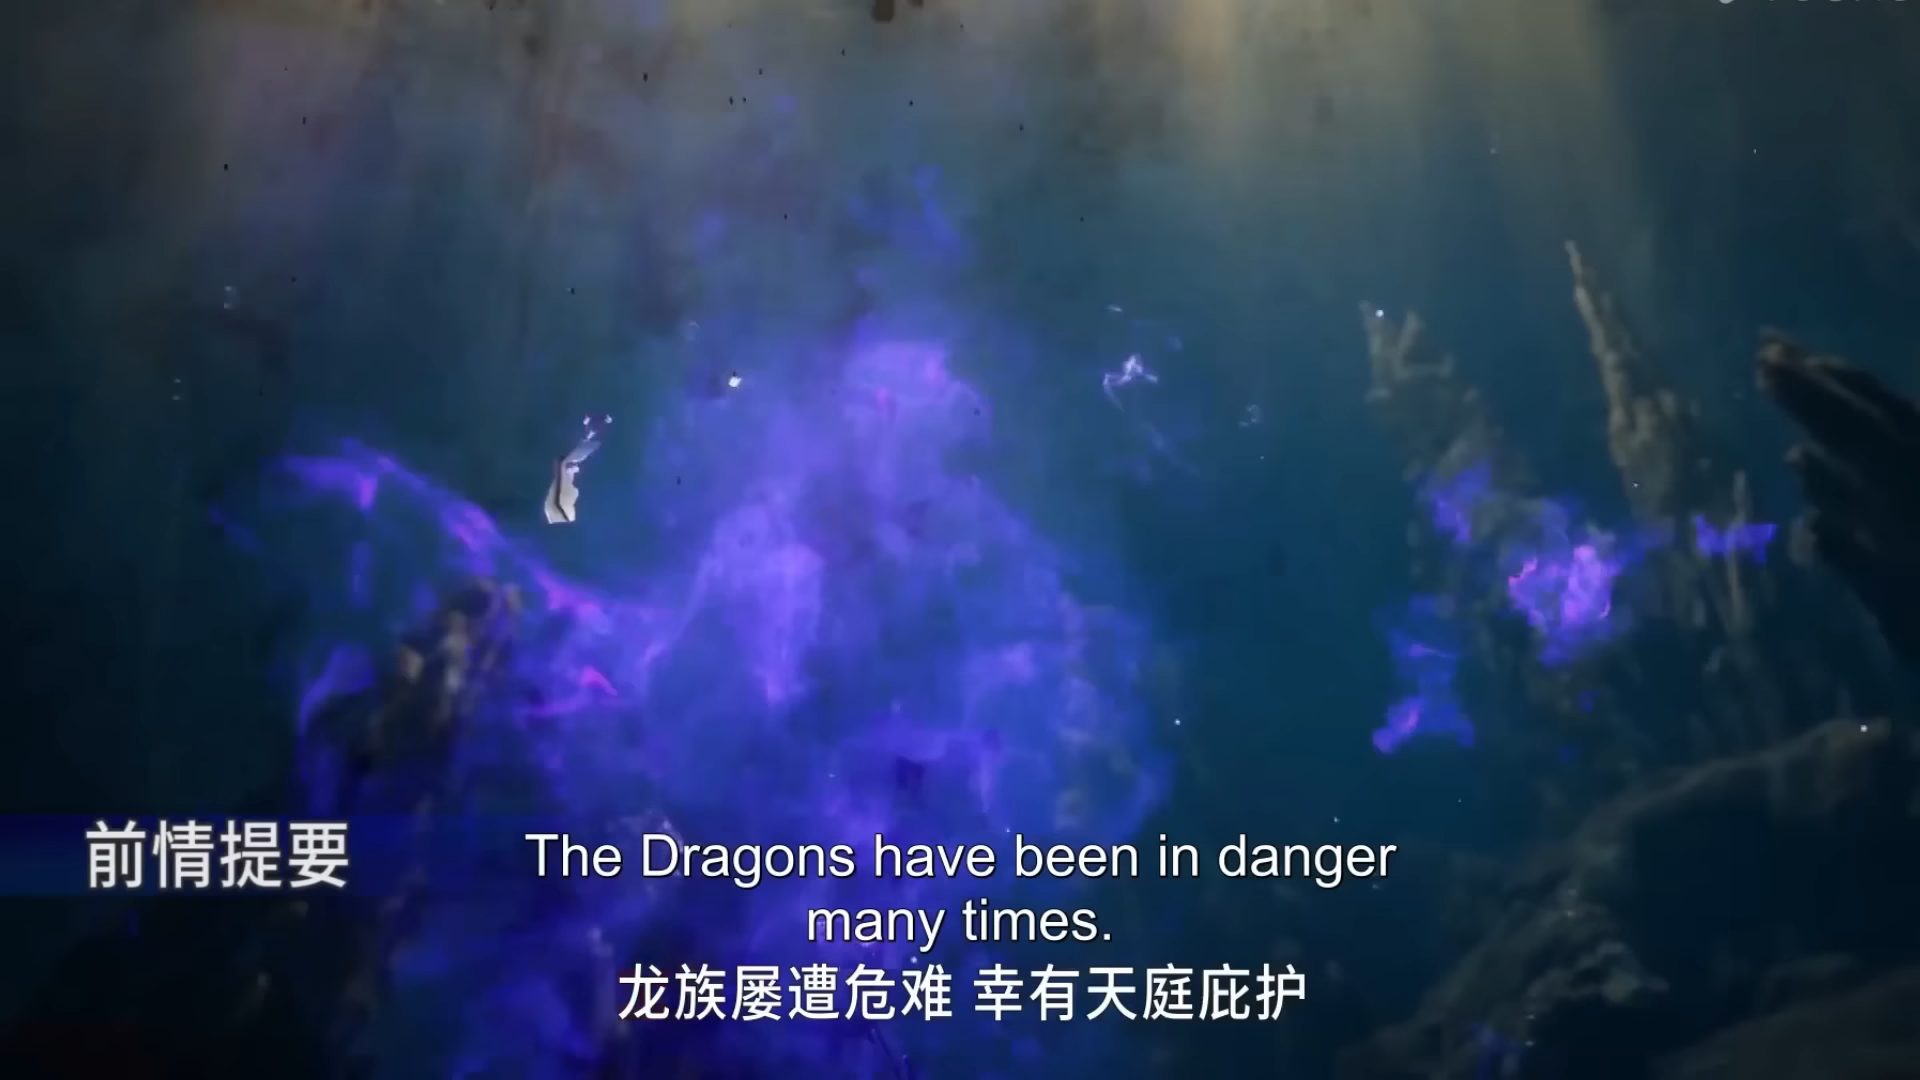 前情提要
The Dragons have been in danger
many times.
龙族屡遭危难 幸有天庭庇护